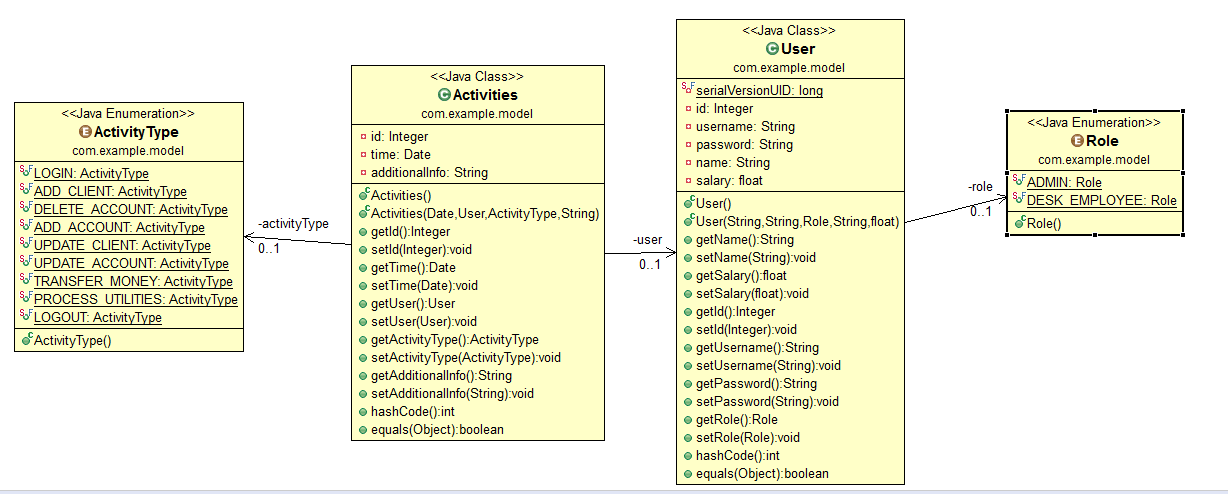 <<Java Enumeration>>
ActivityType
com.example.model
LOGIN: ActivityType
ADD_CLIENT: ActivityType
DELETE_ACCOUNT: ActivityType
ADD_ACCOUNT: ActivityType
UPDATE_CLIENT: ActivityType
UPDATE_ACCOUNT: ActivityType
TRANSFER_MONEY: ActivityType
PROCESS_UTILITIES: ActivityType
LOGOUT: ActivityType
ActivityType()
-activityType
0..1
<<Java Class>>
Activities
com.example.model
id: Integer
time: Date
additionalInfo: String
Activities()
Activities(Date,User,ActivityType,String)
getId():Integer
setId(Integer):void
getTime():Date
setTime(Date):void
getUser():User
setUser(User):void
getActivityType():ActivityType
setActivityType(ActivityType):void
getAdditionalInfo():String
setAdditionalInfo(String):void
hashCode():int
equals(Object):boolean
-user
0..1
<<Java Class>>
User
com.example.model
serialVersionUID: long
id: Integer
username: String
password: String
name: String
salary: float
User()
User(String,String,Role,String,float)
getName():String
setName(String):void
getSalary():float
setSalary(float):void
getId():Integer
setId(Integer):void
getUsername():String
setUsername(String):void
getPassword():String
setPassword(String):void
getRole():Role
setRole(Role):void
hashCode():int
equals(Object):boolean
-role
0..1
<<Java Enumeration>>
Role
com.example.model
ADMIN: Role
DESK_EMPLOYEE: Role
Role()